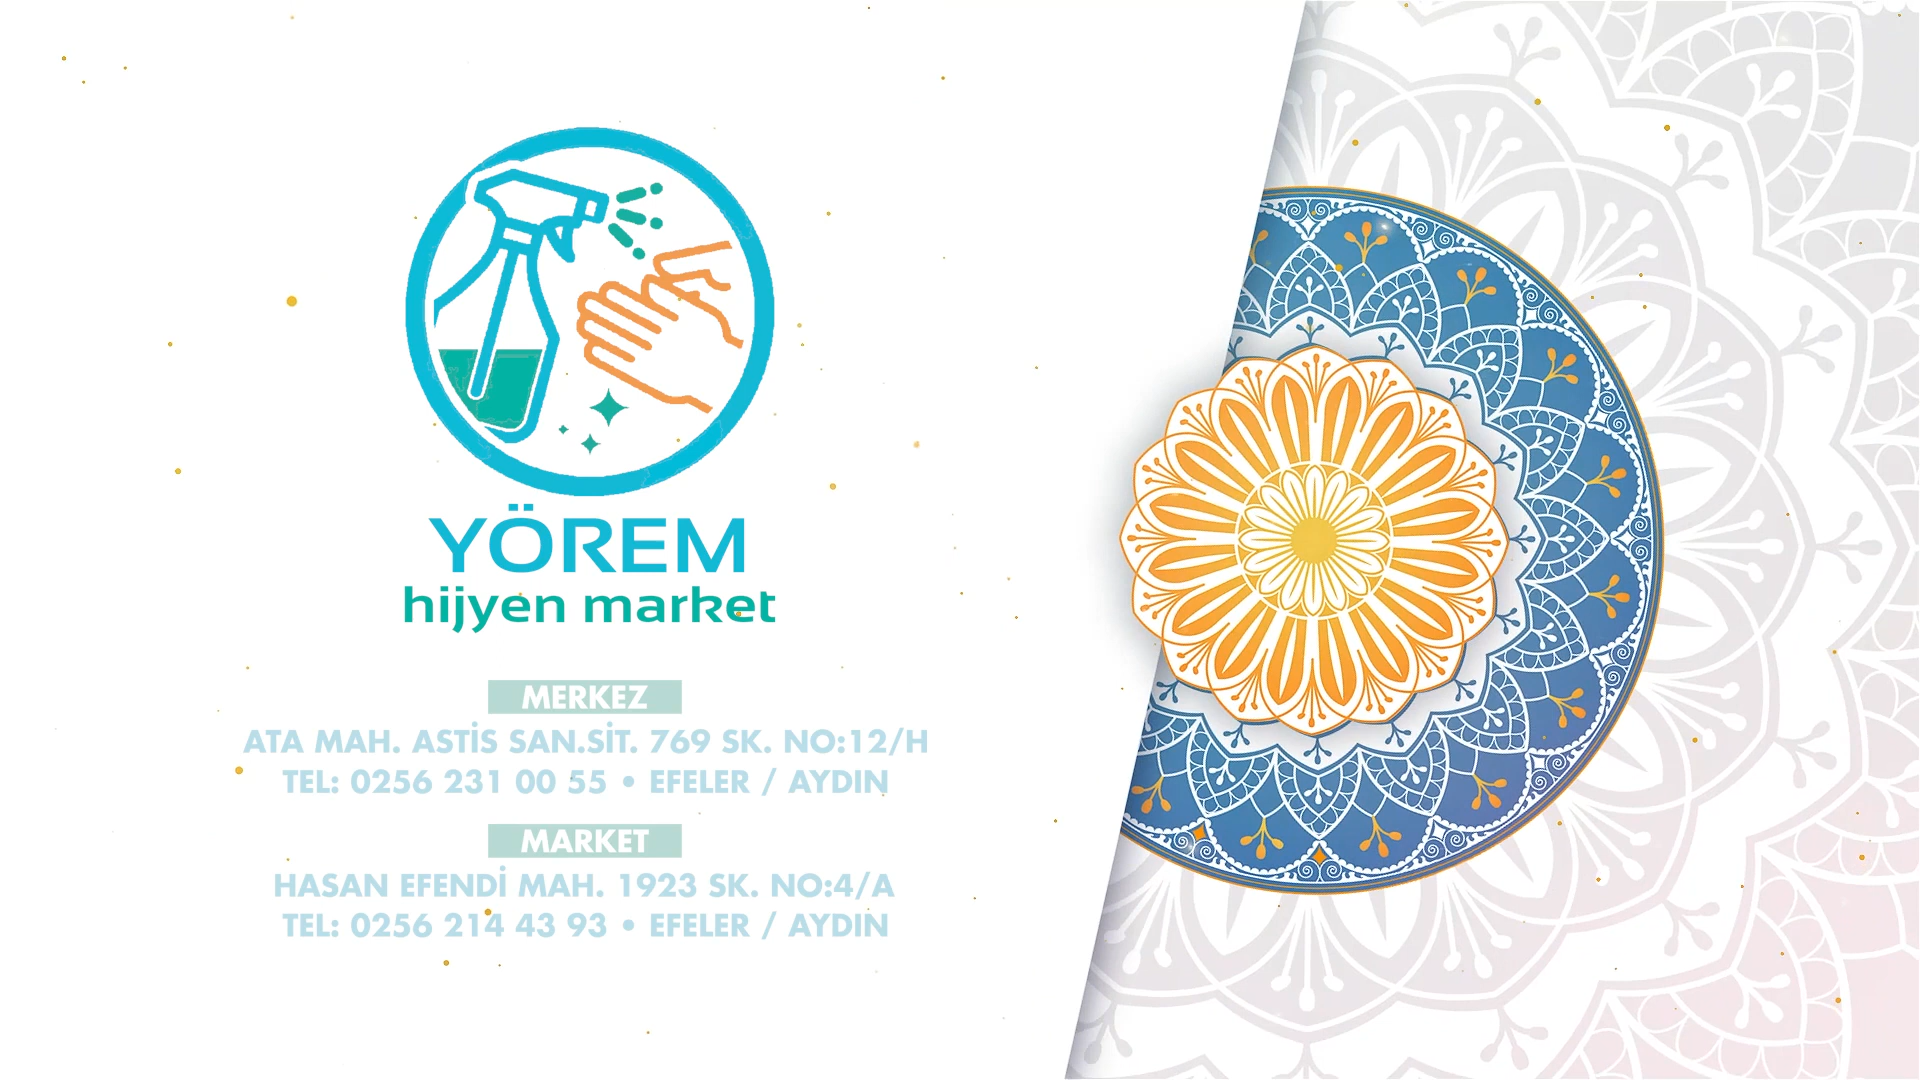 YÖREM
hijyen market
MERKEZ
ATA MAH. ASTİS SAN.SİT. 769 SK. NO:12/H
TEL: 0256 231 00 55 • EFELER / AYDIN
MARKET
HASAN EFENDİ MAH. 1923 SK. NO:4/A
TEL: 0256 214 43 93 • EFELER / AYDIN